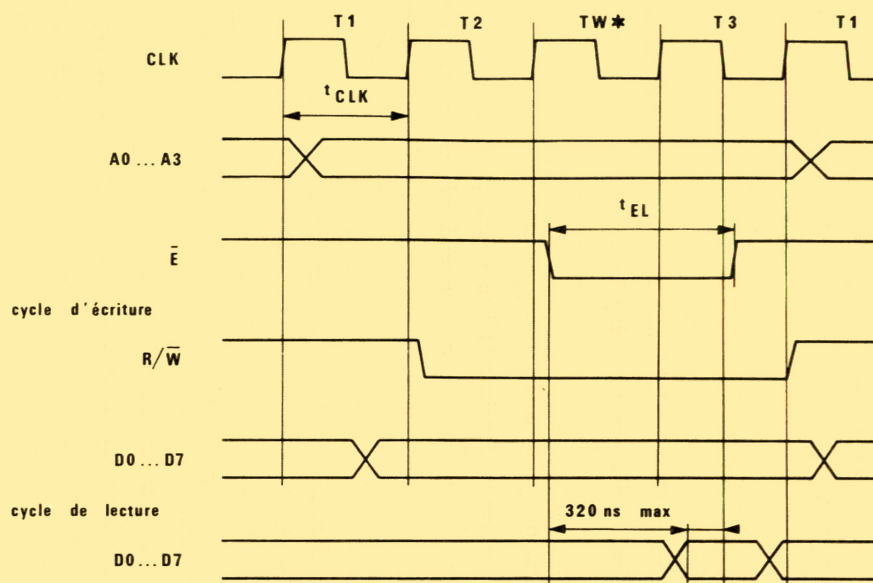 T1 T2 TW* T3 T1
CLK
tCLK
A0 ... A3
tEL
Ē
cycle d'écriture
R/W̅
D0 ... D7
cycle de lecture
320 ns max
D0 ... D7